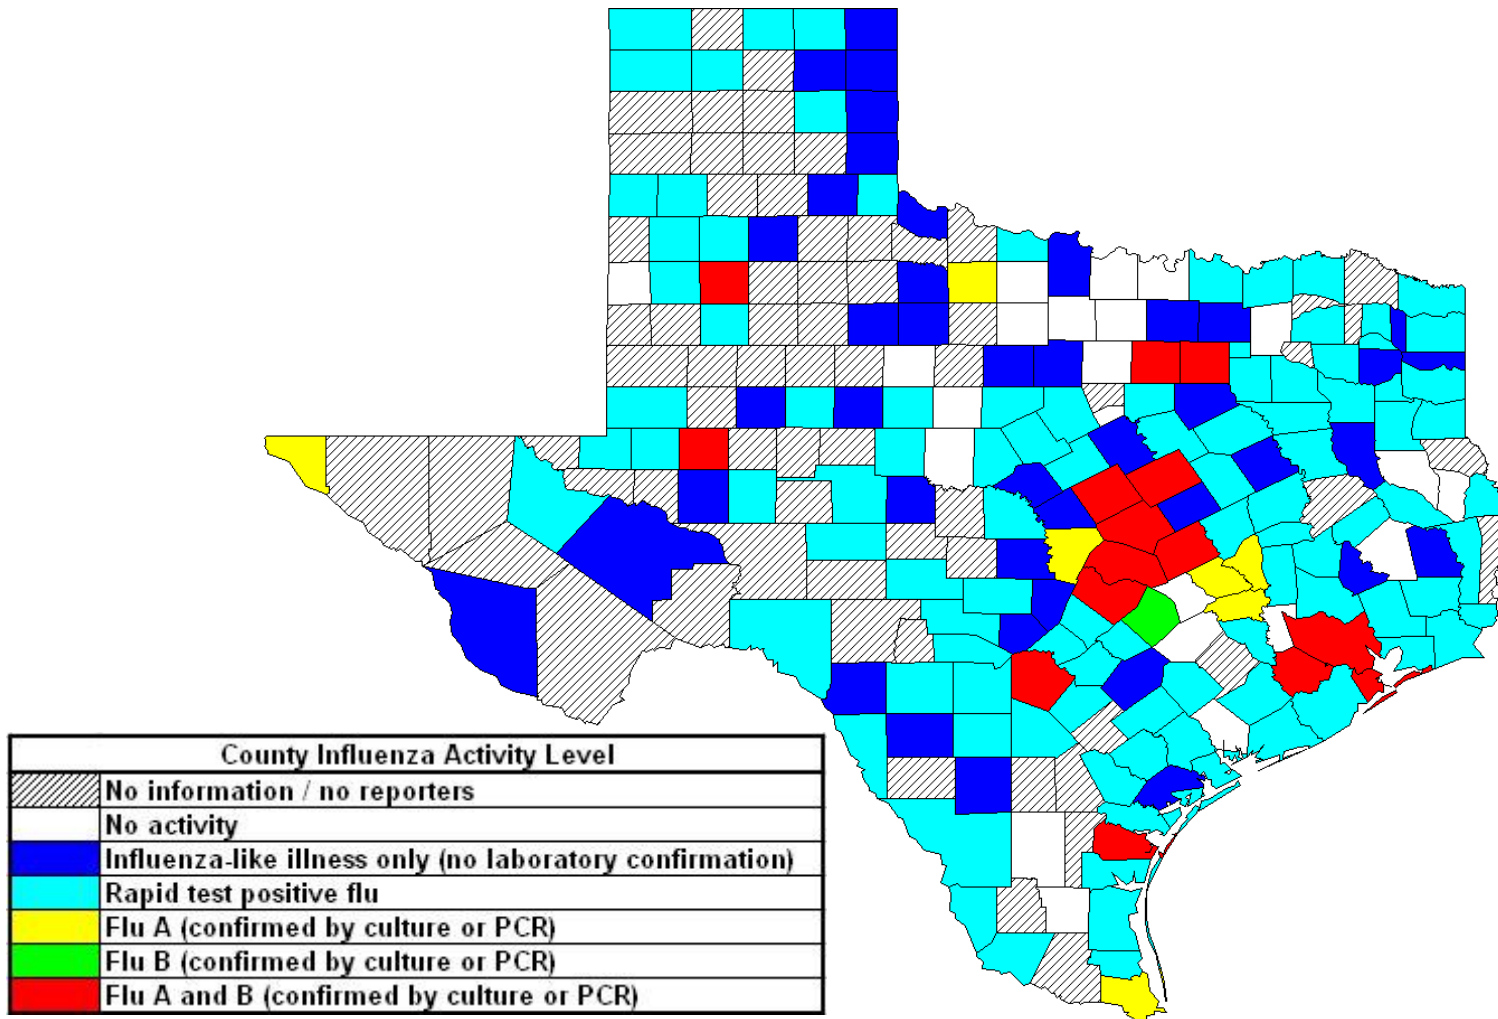 County Influenza Activity Level
No information / no reporters
No activity
Influenza-like illness only (no laboratory confirmation)
Rapid test positive flu
Flu A (confirmed by culture or PCR)
Flu B (confirmed by culture or PCR)
Flu A and B (confirmed by culture or PCR)